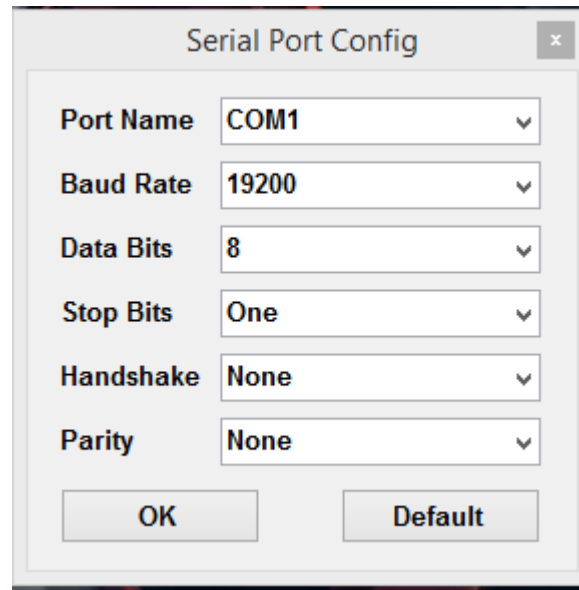 Serial Port Config
x
Port Name COM1
Baud Rate 19200
Data Bits 8
Stop Bits One
Handshake None
Parity None
OK Default